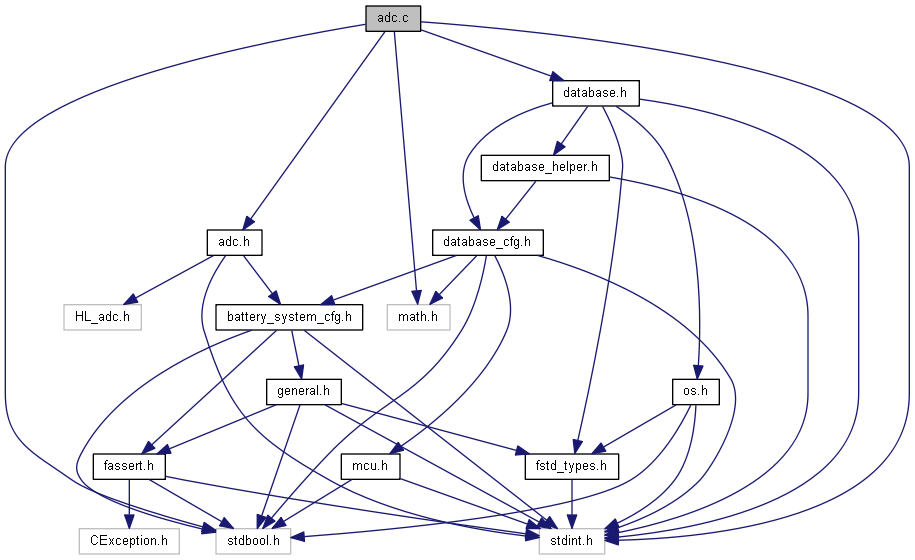 adc.c
database.h
database_helper.h
adc.h
database_cfg.h
HL_adc.h
battery_system_cfg.h
math.h
general.h
os.h
fassert.h
mcu.h
fstd_types.h
CException.h
stdbool.h
stdint.h